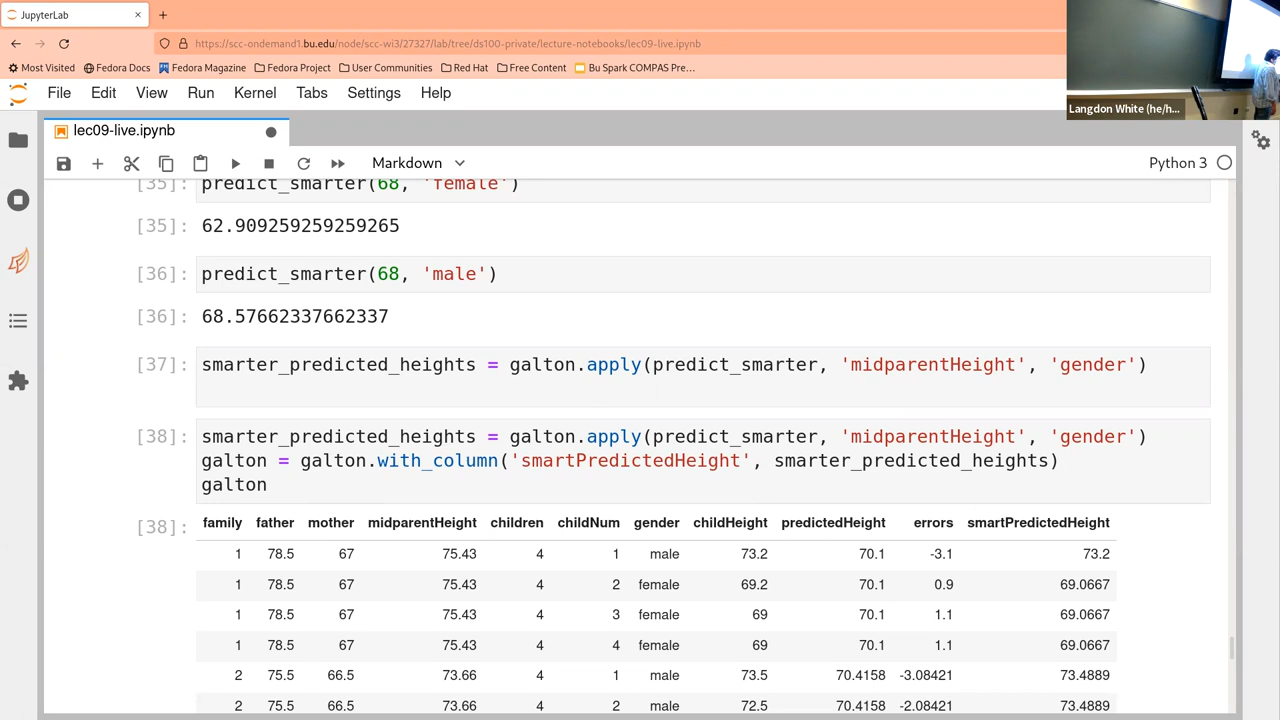 JupyterLab
https://scc-ondemand1.bu.edu/node/scc-wi3/27327/lab/tree/ds100-private/lecture-notebooks/lec09-live.ipynb
Most Visited Fedora Docs Fedora Magazine Fedora Project User Communities Red Hat Free Content Bu Spark COMPAS Pre…
Langdon White (he/h...
File Edit View Run Kernel Tabs Settings Help
lec09-live.ipynb
Markdown Python 3
[35]: predict_smarter(68, 'female')
[35]: 62.909259259259265
[36]: predict_smarter(68, 'male')
[36]: 68.57662337662337
[37]: smarter_predicted_heights = galton.apply(predict_smarter, 'midparentHeight', 'gender')
[38]: smarter_predicted_heights = galton.apply(predict_smarter, 'midparentHeight', 'gender')
galton = galton.with_column('smartPredictedHeight', smarter_predicted_heights)
galton
[38]: family father mother midparentHeight children childNum gender childHeight predictedHeight errors smartPredictedHeight
1 78.5 67 75.43 4 1 male 73.2 70.1 -3.1 73.2
1 78.5 67 75.43 4 2 female 69.2 70.1 0.9 69.0667
1 78.5 67 75.43 4 3 female 69 70.1 1.1 69.0667
1 78.5 67 75.43 4 4 female 69 70.1 1.1 69.0667
2 75.5 66.5 73.66 4 1 male 73.5 70.4158 -3.08421 73.4889
2 75.5 66.5 73.66 4 2 male 72.5 70.4158 -2.08421 73.4889